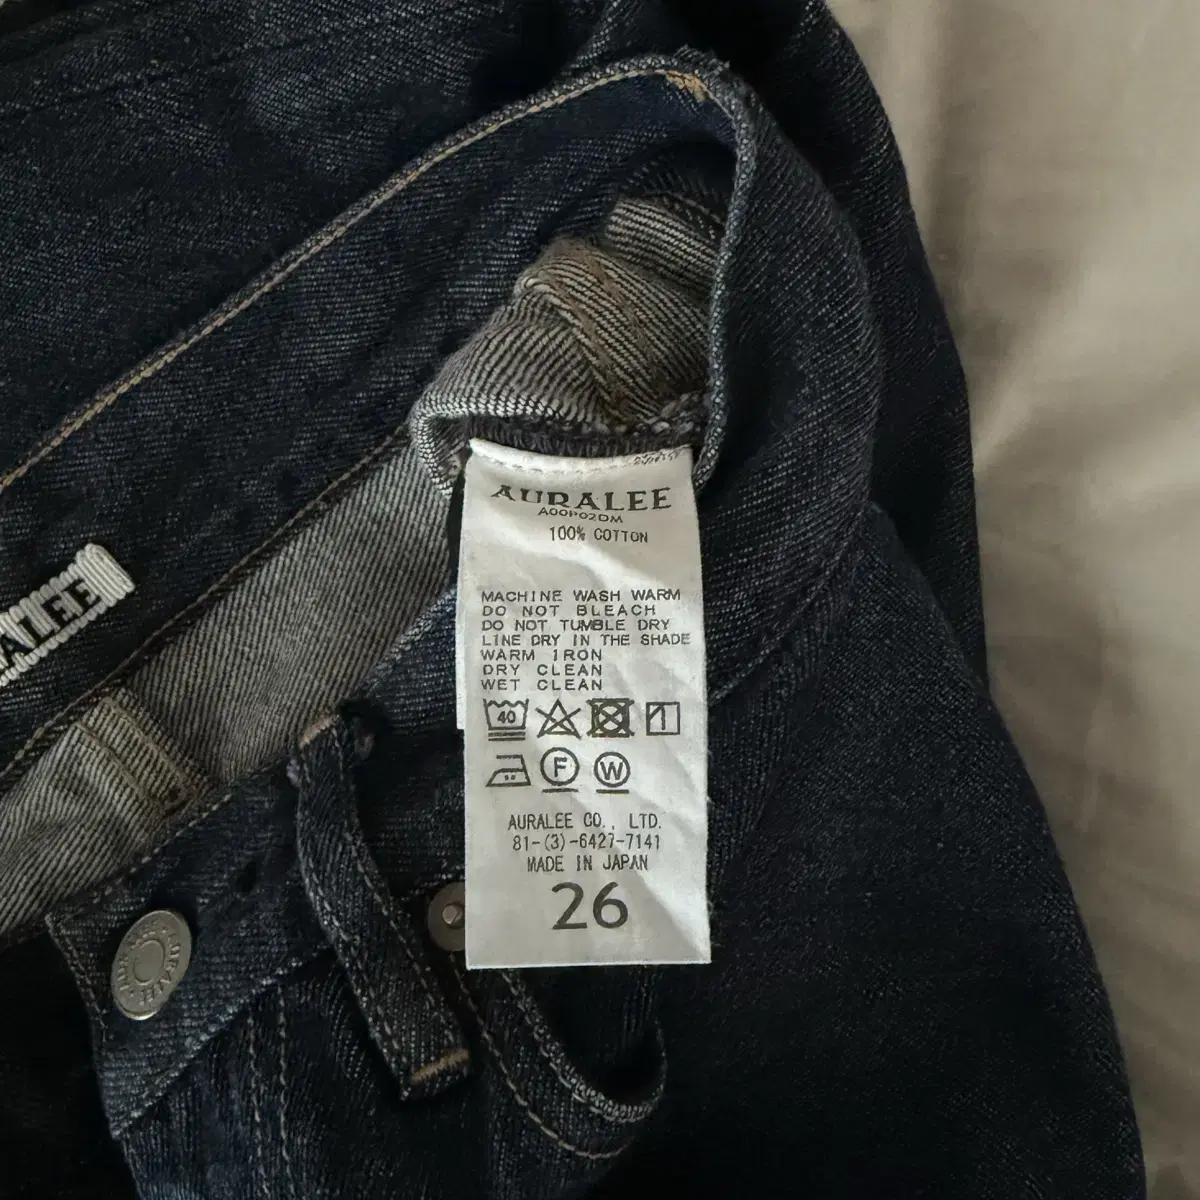 AURALEE
A00P02DM
100% COTTON
MACHINE WASH WARM
DO NOT BLEACH
DO NOT TUMBLE DRY
LINE DRY IN THE SHADE
WARM IRON
DRY CLEAN
WET CLEAN
40
F W
AURALEE CO., LTD.
81-(3)-6427-7141
MADE IN JAPAN
26
ALEE